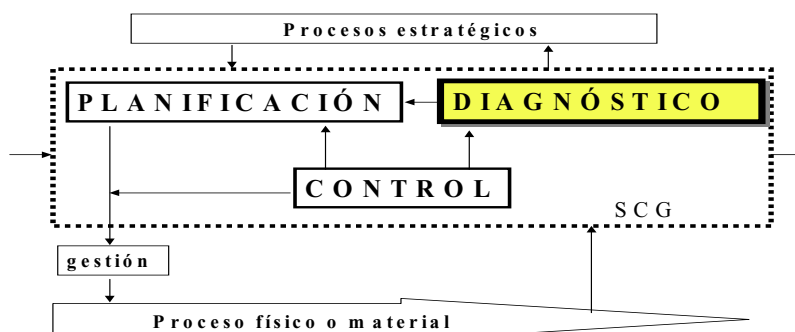 Procesos estratégicos
PLANIFICACIÓN
DIAGNÓSTICO
CONTROL
SCG
gestión
Proceso físico o material